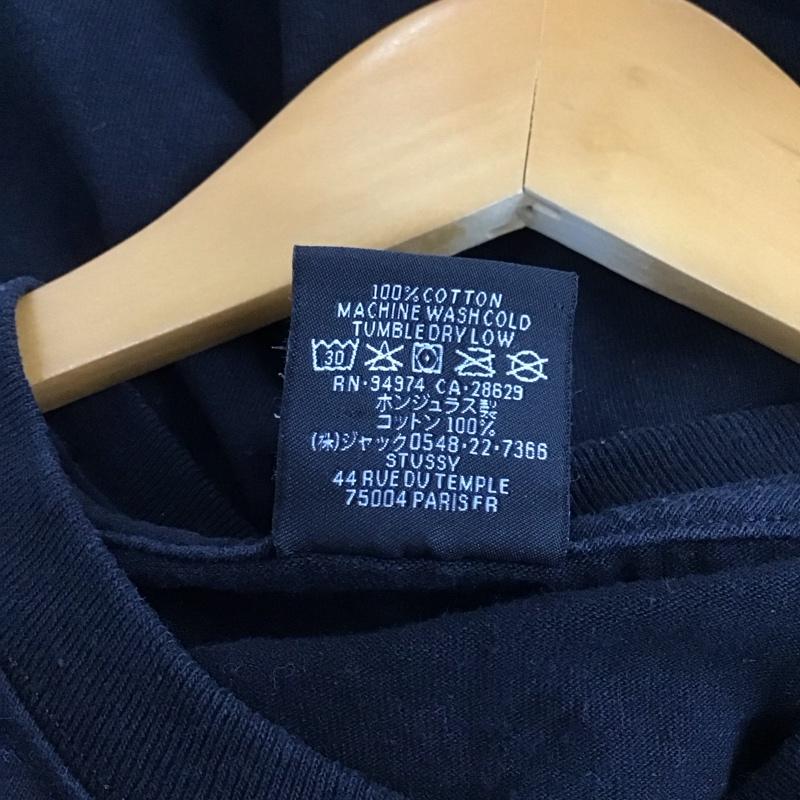 100% COTTON
MACHINE WASH COLD
TUMBLE DRY LOW
30
RN·94974 CA·28629
ホンジュラス製
コットン 100%
(株)ジャック0548·22·7366
STUSSY
44 RUE DU TEMPLE
75004 PARIS FR